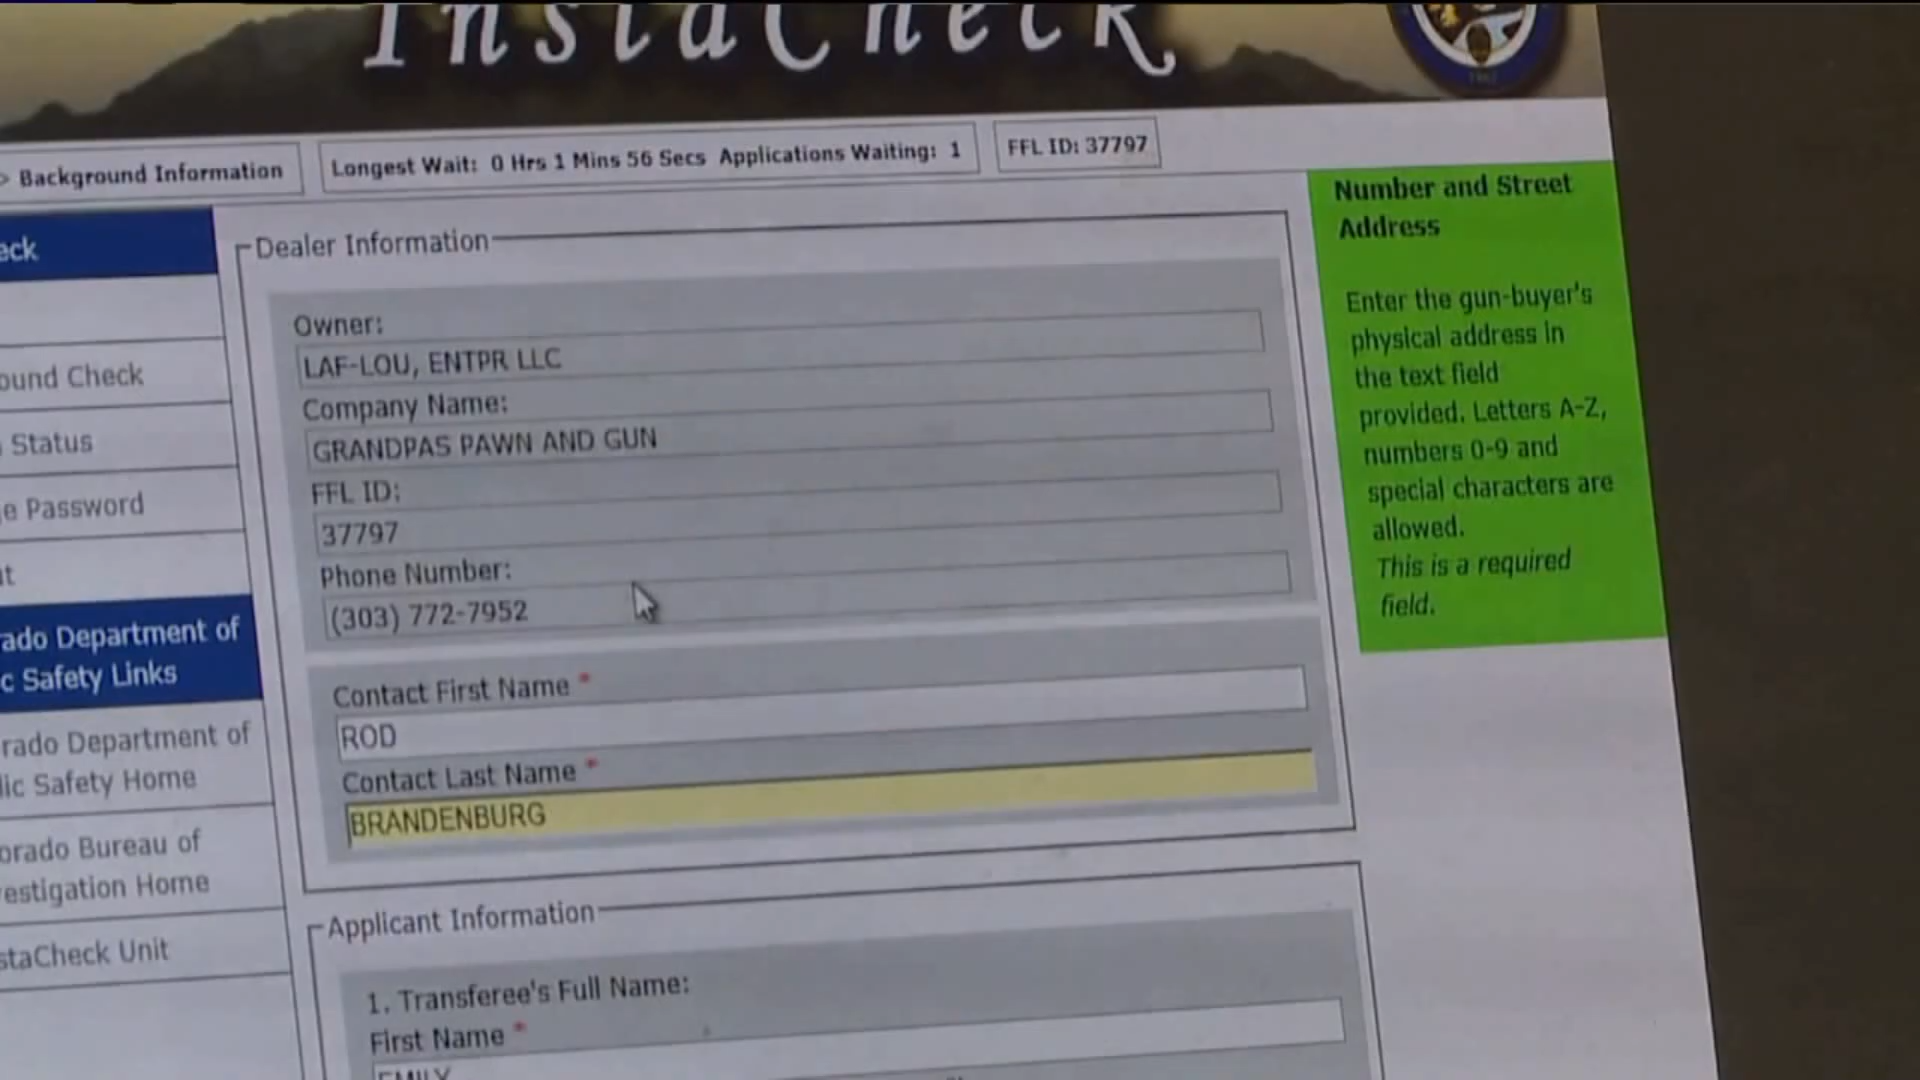 InstaCheck
> Background Information
Longest Wait: 0 Hrs 1 Mins 56 Secs Applications Waiting: 1
FFL ID: 37797
eck
ound Check
Status
e Password
t
ado Department of
c Safety Links
rado Department of
lic Safety Home
orado Bureau of
vestigation Home
staCheck Unit
Dealer Information
Owner:
LAF-LOU, ENTPR LLC
Company Name:
GRANDPAS PAWN AND GUN
FFL ID:
37797
Phone Number:
(303) 772-7952
Contact First Name *
ROD
Contact Last Name *
BRANDENBURG
Applicant Information
1. Transferee's Full Name:
First Name *
EMILY
Number and Street
Address
Enter the gun-buyer's
physical address in
the text field
provided. Letters A-Z,
numbers 0-9 and
special characters are
allowed.
This is a required
field.